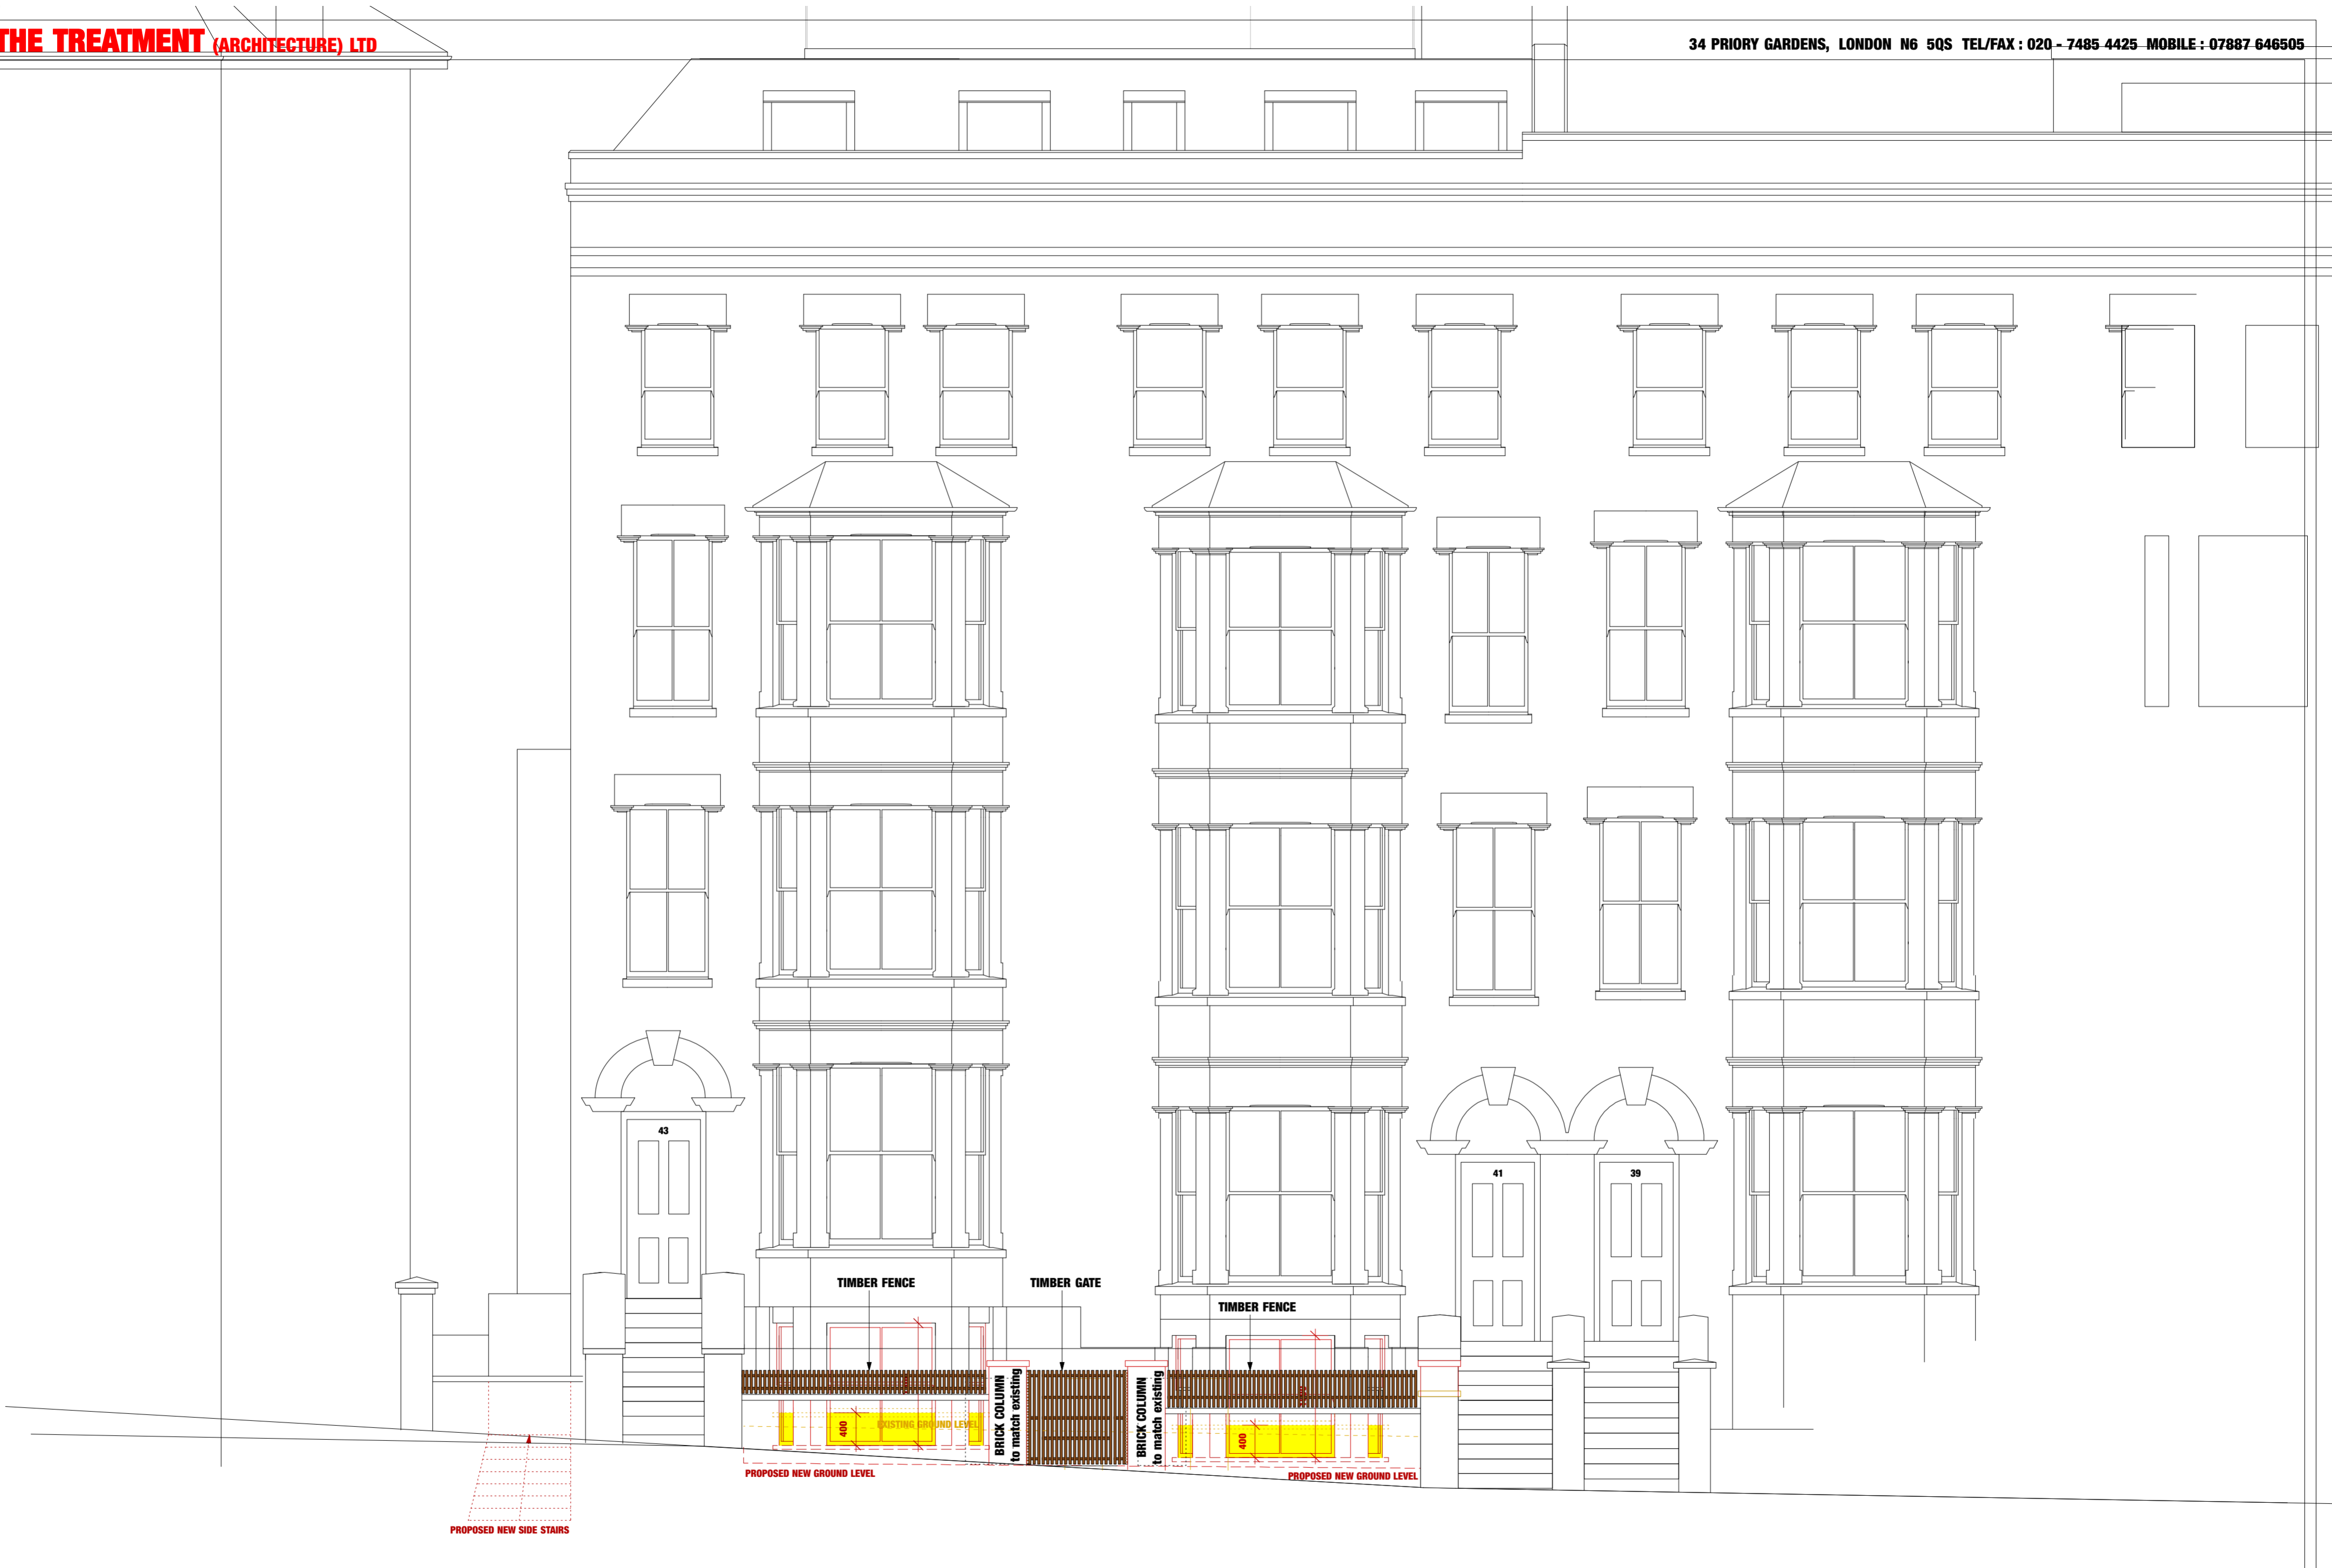 THE TREATMENT (ARCHITECTURE) LTD
34 PRIORY GARDENS, LONDON N6 5QS TEL/FAX : 020 - 7485 4425 MOBILE : 07887 646505
43
41
39
TIMBER FENCE
TIMBER GATE
TIMBER FENCE
BRICK COLUMN
to match existing
BRICK COLUMN
to match existing
400
EXISTING GROUND LEVEL
400
PROPOSED NEW GROUND LEVEL
PROPOSED NEW GROUND LEVEL
PROPOSED NEW SIDE STAIRS